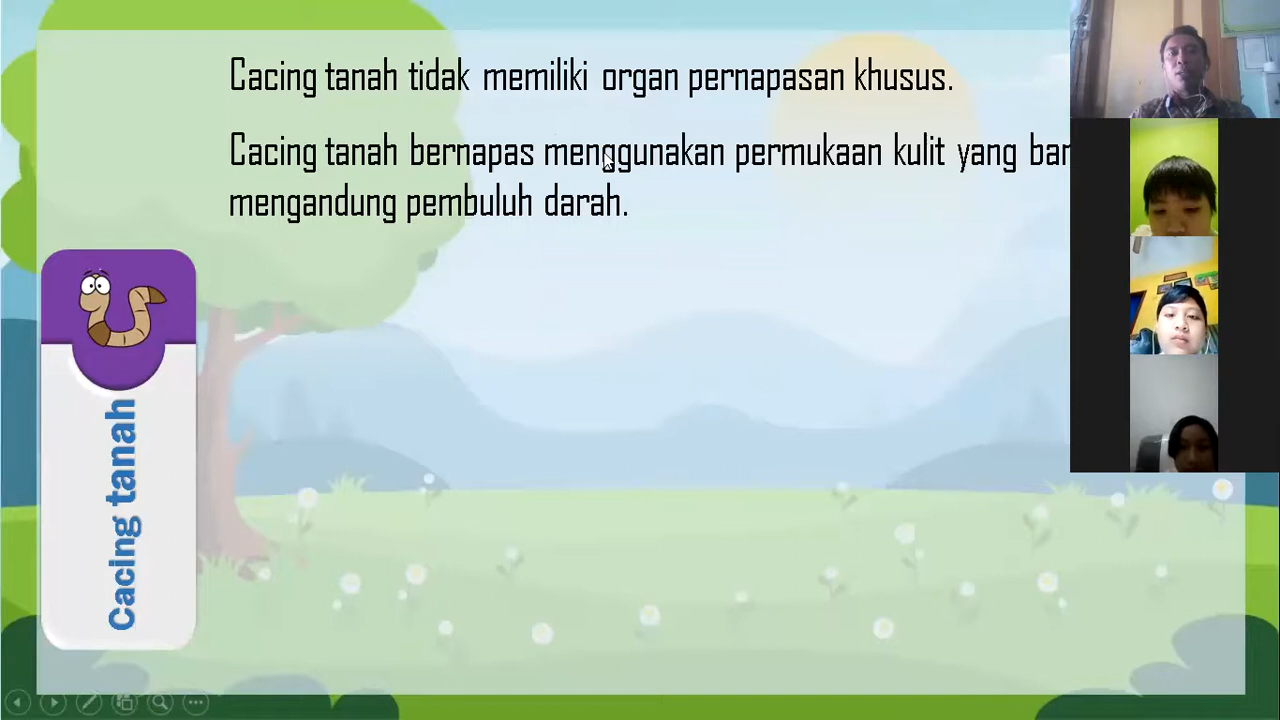 Cacing tanah tidak memiliki organ pernapasan khusus.
Cacing tanah bernapas menggunakan permukaan kulit yang
mengandung pembuluh darah.
Cacing tanah